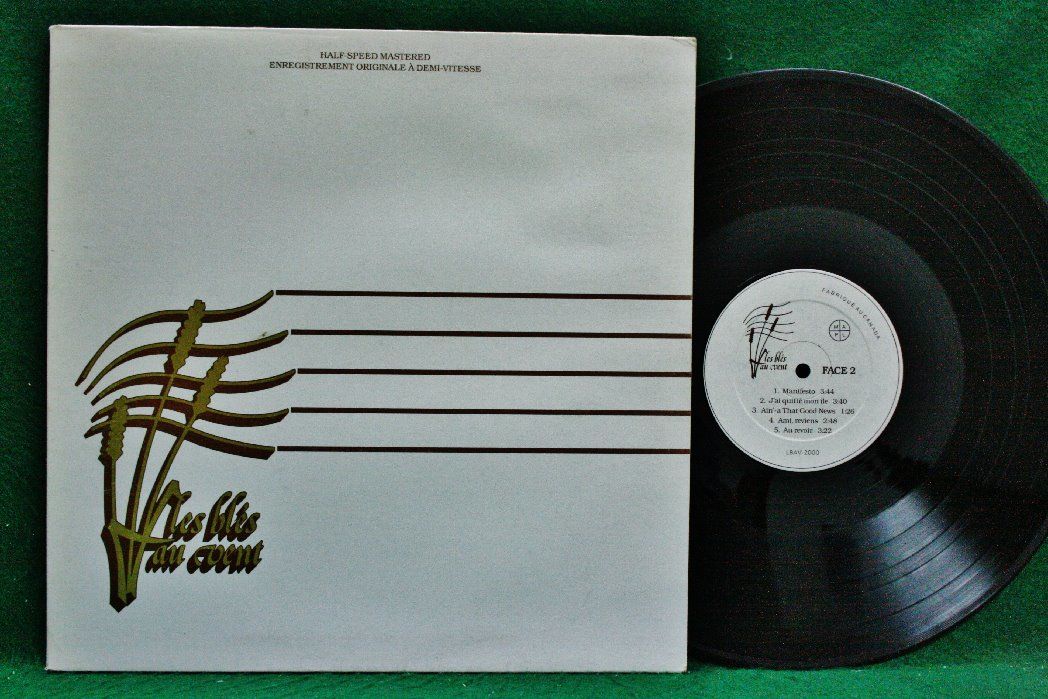 HALF-SPEED MASTERED
ENREGISTREMENT ORIGINALE À DEMI-VITESSE
les blés
au vent
FABRIQUÉ AU CANADA
M A
P L
les blés
au vent
FACE 2
1. Manifesto 3:44
2. J'ai quitté mon île 3:40
3. Ain'-a That Good News 1:26
4. Ami, reviens 2:48
5. Au revoir 3:22
LBAV-2000